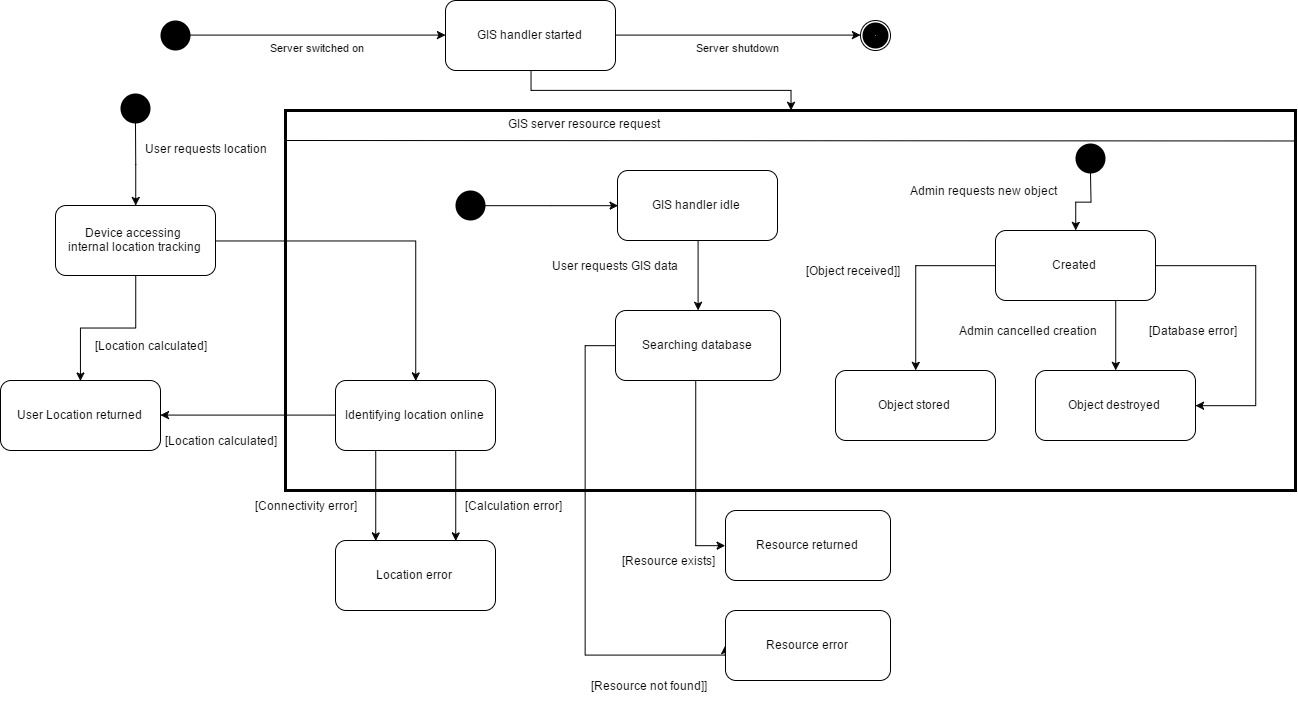 GIS handler started
Server switched on
Server shutdown
GIS server resource request
User requests location
Admin requests new object
GIS handler idle
Device accessing
internal location tracking
User requests GIS data
[Object received]]
Created
Admin cancelled creation
[Database error]
[Location calculated]
Searching database
User Location returned
Identifying location online
Object stored
Object destroyed
[Location calculated]
[Connectivity error]
[Calculation error]
Resource returned
[Resource exists]
Location error
Resource error
[Resource not found]]